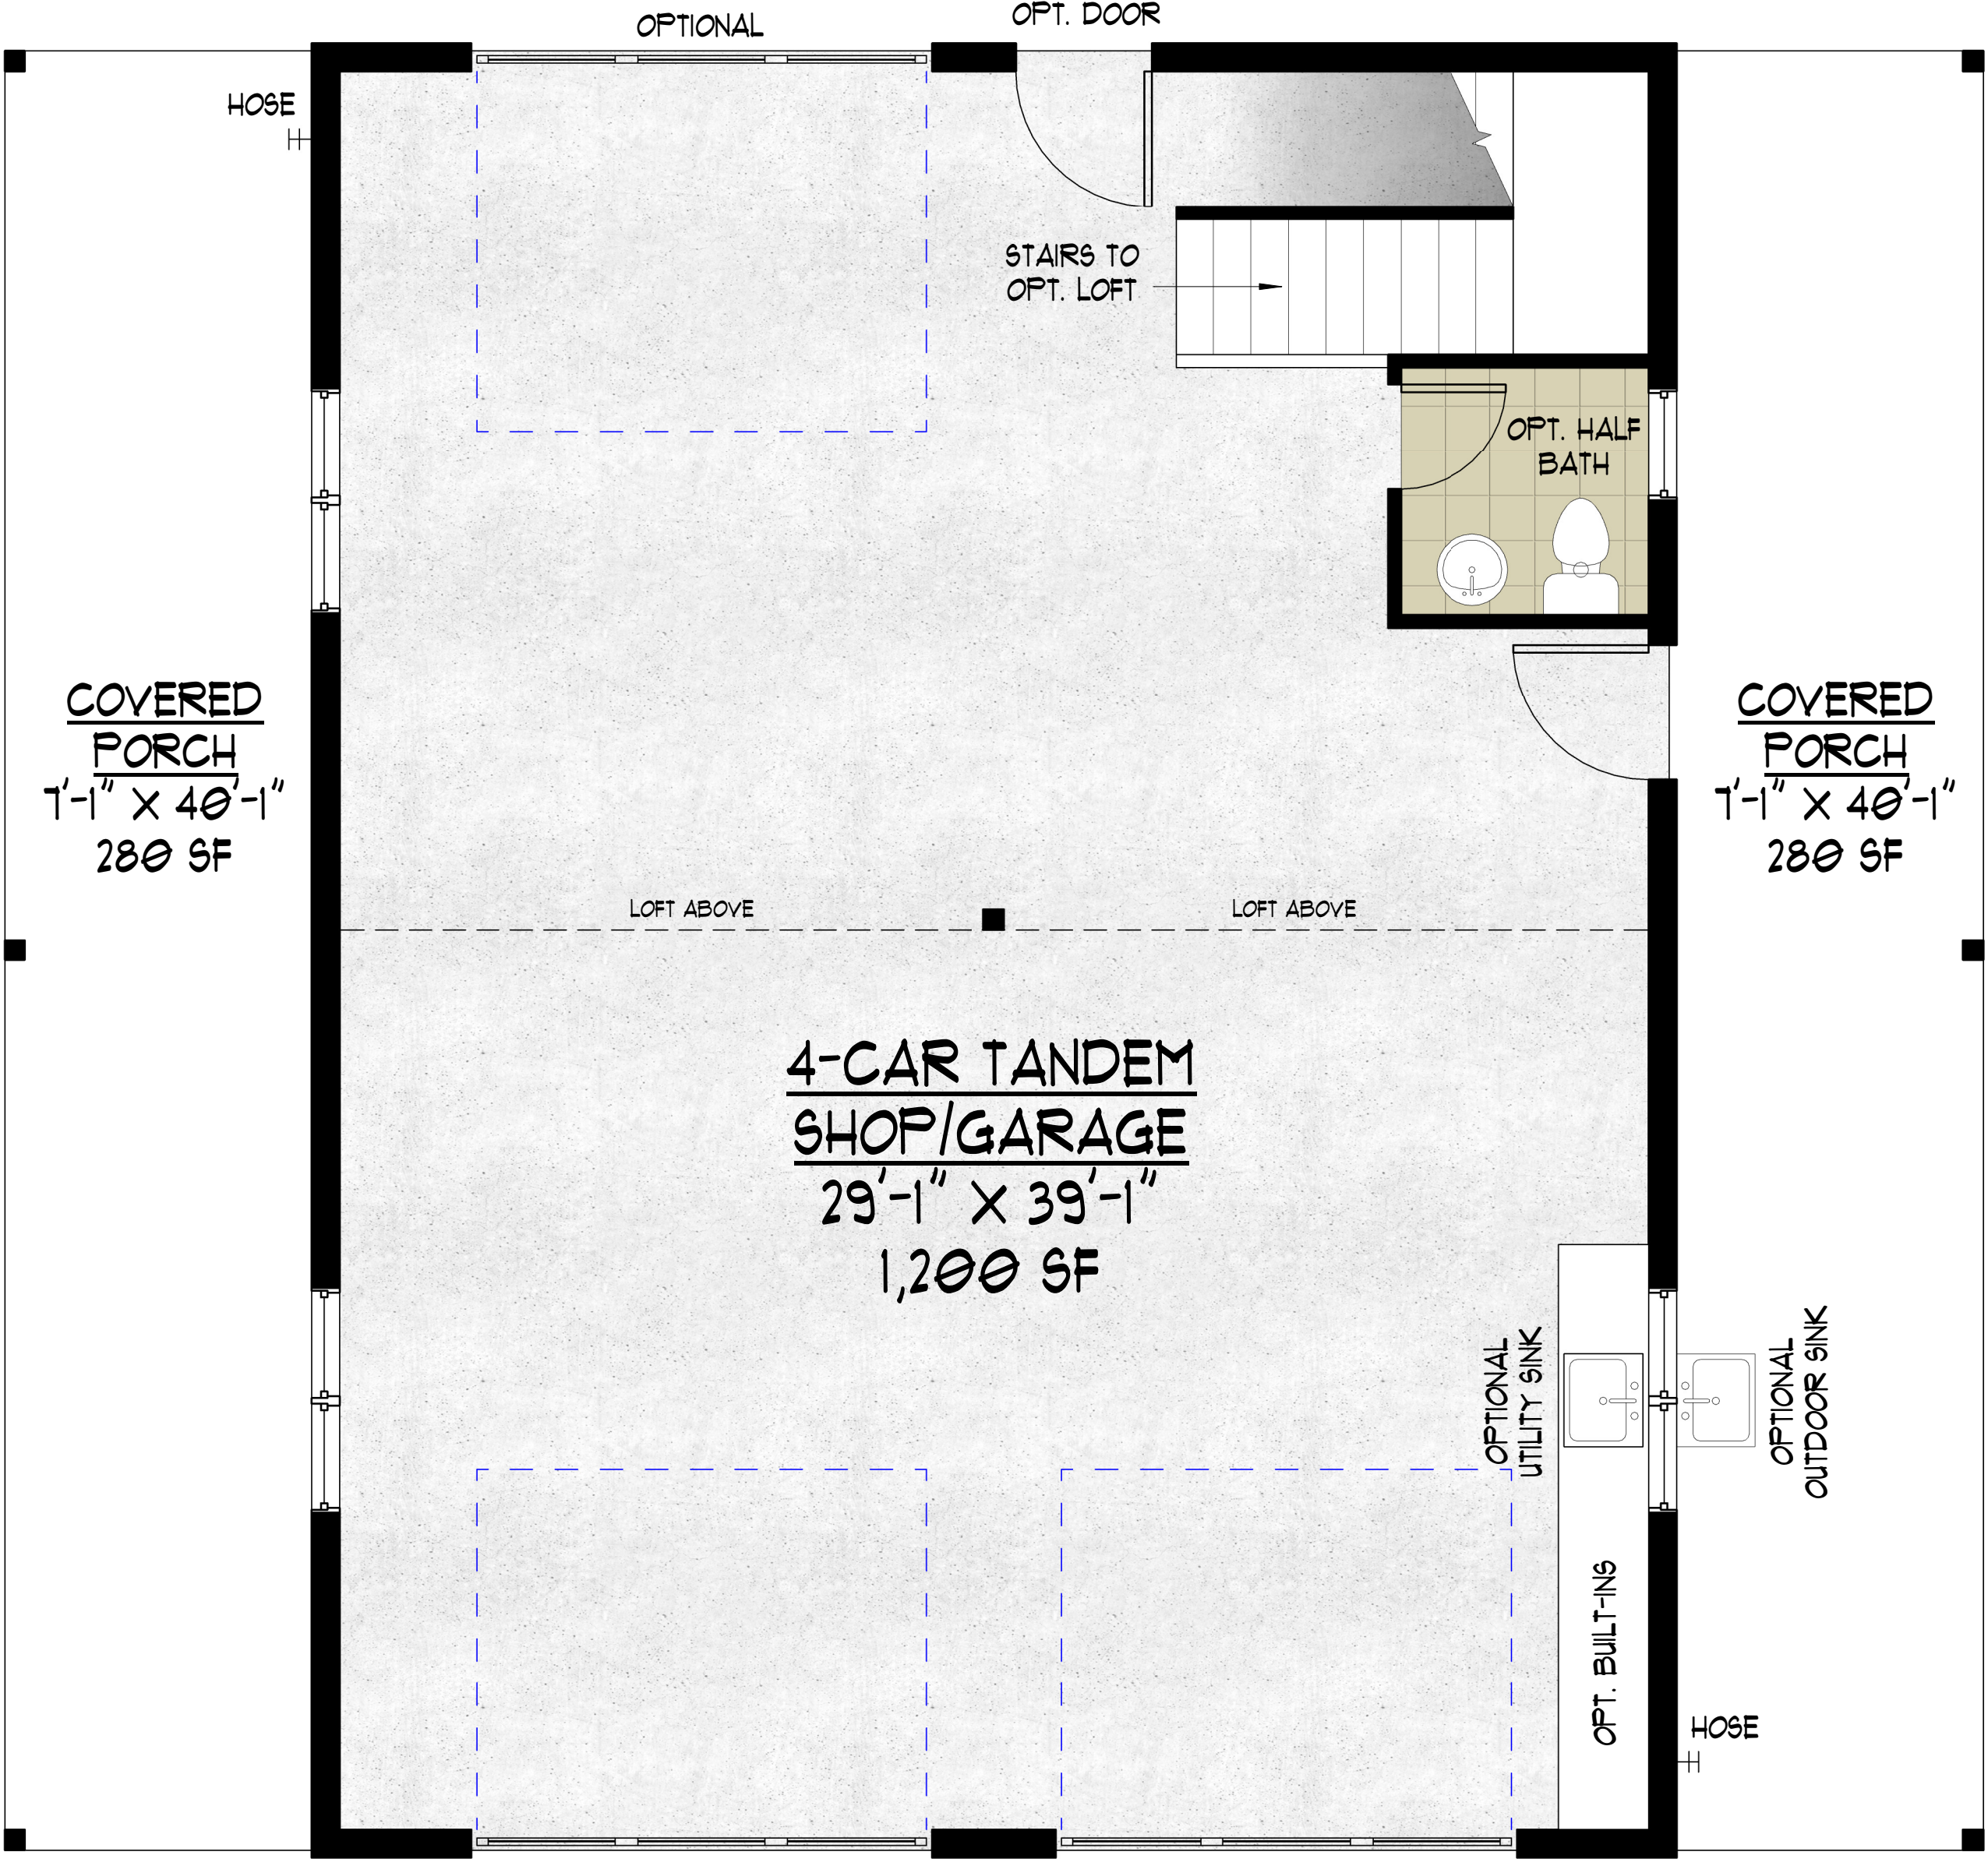 OPTIONAL
OPT. DOOR
HOSE
STAIRS TO
OPT. LOFT
OPT. HALF
BATH
COVERED
PORCH
7'-1" X 40'-1"
280 SF
COVERED
PORCH
7'-1" X 40'-1"
280 SF
LOFT ABOVE
LOFT ABOVE
4-CAR TANDEM
SHOP/GARAGE
29'-1" X 39'-1"
1,200 SF
OPTIONAL
UTILITY SINK
OPTIONAL
OUTDOOR SINK
OPT. BUILT-INS
HOSE